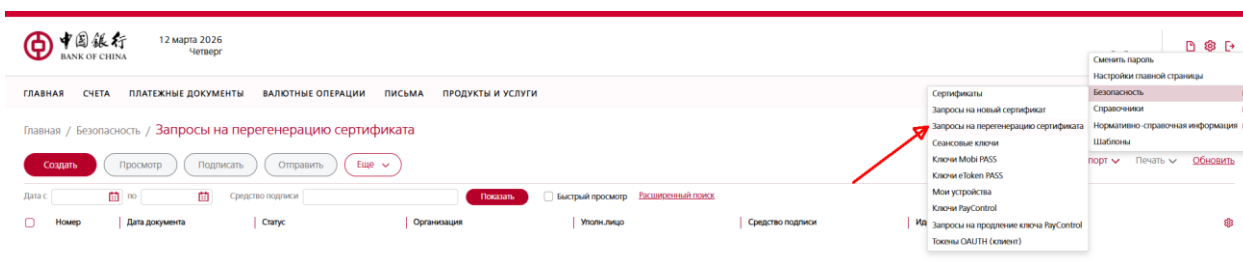 中国銀行
BANK OF CHINA
12 марта 2026
Четверг
Сменить пароль
Настройки главной страницы
Безопасность
Справочники
Нормативно-справочная информация
Шаблоны
ГЛАВНАЯ СЧЕТА ПЛАТЕЖНЫЕ ДОКУМЕНТЫ ВАЛЮТНЫЕ ОПЕРАЦИИ ПИСЬМА ПРОДУКТЫ И УСЛУГИ
Сертификаты
Запросы на новый сертификат
Запросы на перегенерацию сертификата
Сеансовые ключи
Ключи Mobi PASS
Ключи eToken PASS
Мои устройства
Ключи PayControl
Запросы на продление ключа PayControl
Токены OAUTH (клиент)
Главная / Безопасность / Запросы на перегенерацию сертификата
Создать Просмотр Подписать Отправить Еще
порт Печать Обновить
Дата с по Средство подписи Показать Быстрый просмотр Расширенный поиск
Номер Дата документа Статус Организация Уполн.лицо Средство подписи